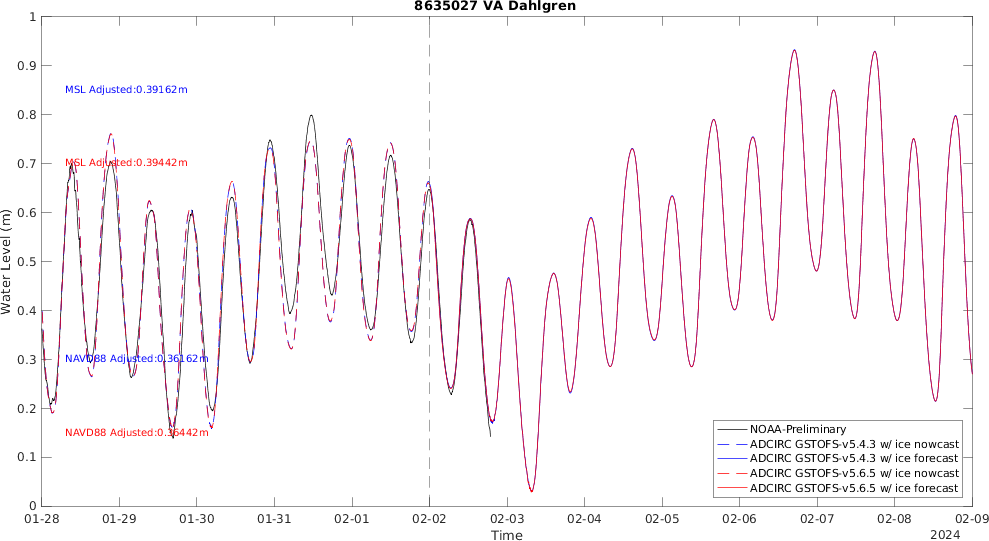 8635027 VA Dahlgren
1
0.9
0.8
0.7
0.6
0.5
0.4
0.3
0.2
0.1
0
Water Level (m)
MSL Adjusted:0.39162m
MSL Adjusted:0.39442m
NAVD88 Adjusted:0.36162m
NAVD88 Adjusted:0.36442m
NOAA-Preliminary
ADCIRC GSTOFS-v5.4.3 w/ ice nowcast
ADCIRC GSTOFS-v5.4.3 w/ ice forecast
ADCIRC GSTOFS-v5.6.5 w/ ice nowcast
ADCIRC GSTOFS-v5.6.5 w/ ice forecast
01-28 01-29 01-30 01-31 02-01 02-02 02-03 02-04 02-05 02-06 02-07 02-08 02-09
Time
2024